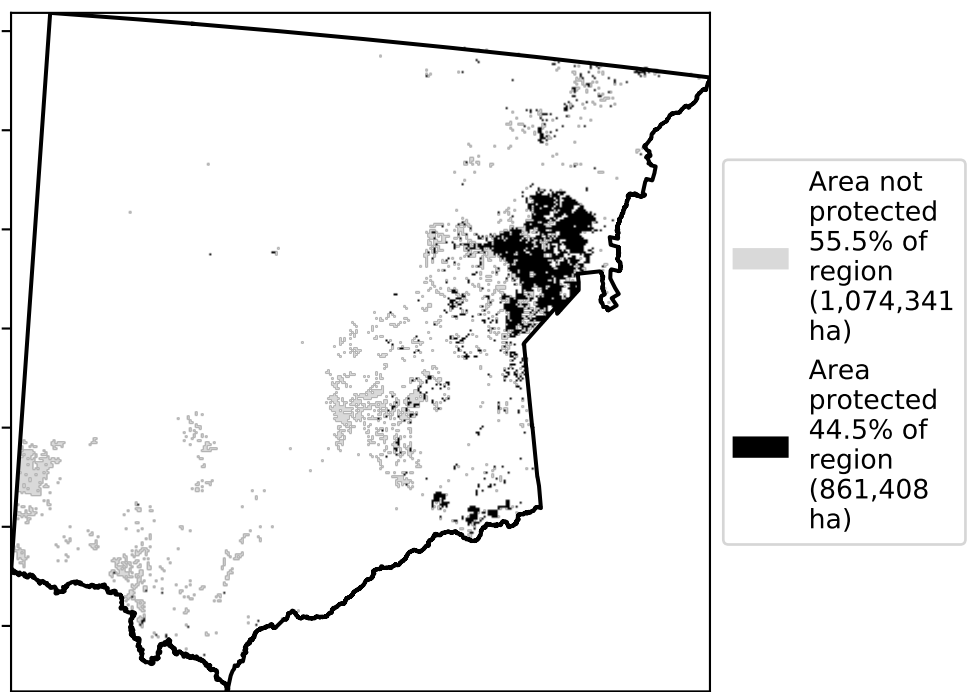 Area not
protected
55.5% of
region
(1,074,341
ha)
Area
protected
44.5% of
region
(861,408
ha)